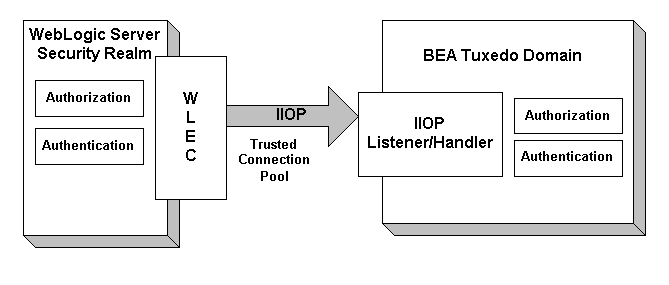 WebLogic Server
Security Realm
Authorization
Authentication
W
L
E
C
IIOP
Trusted
Connection
Pool
BEA Tuxedo Domain
IIOP
Listener/Handler
Authorization
Authentication